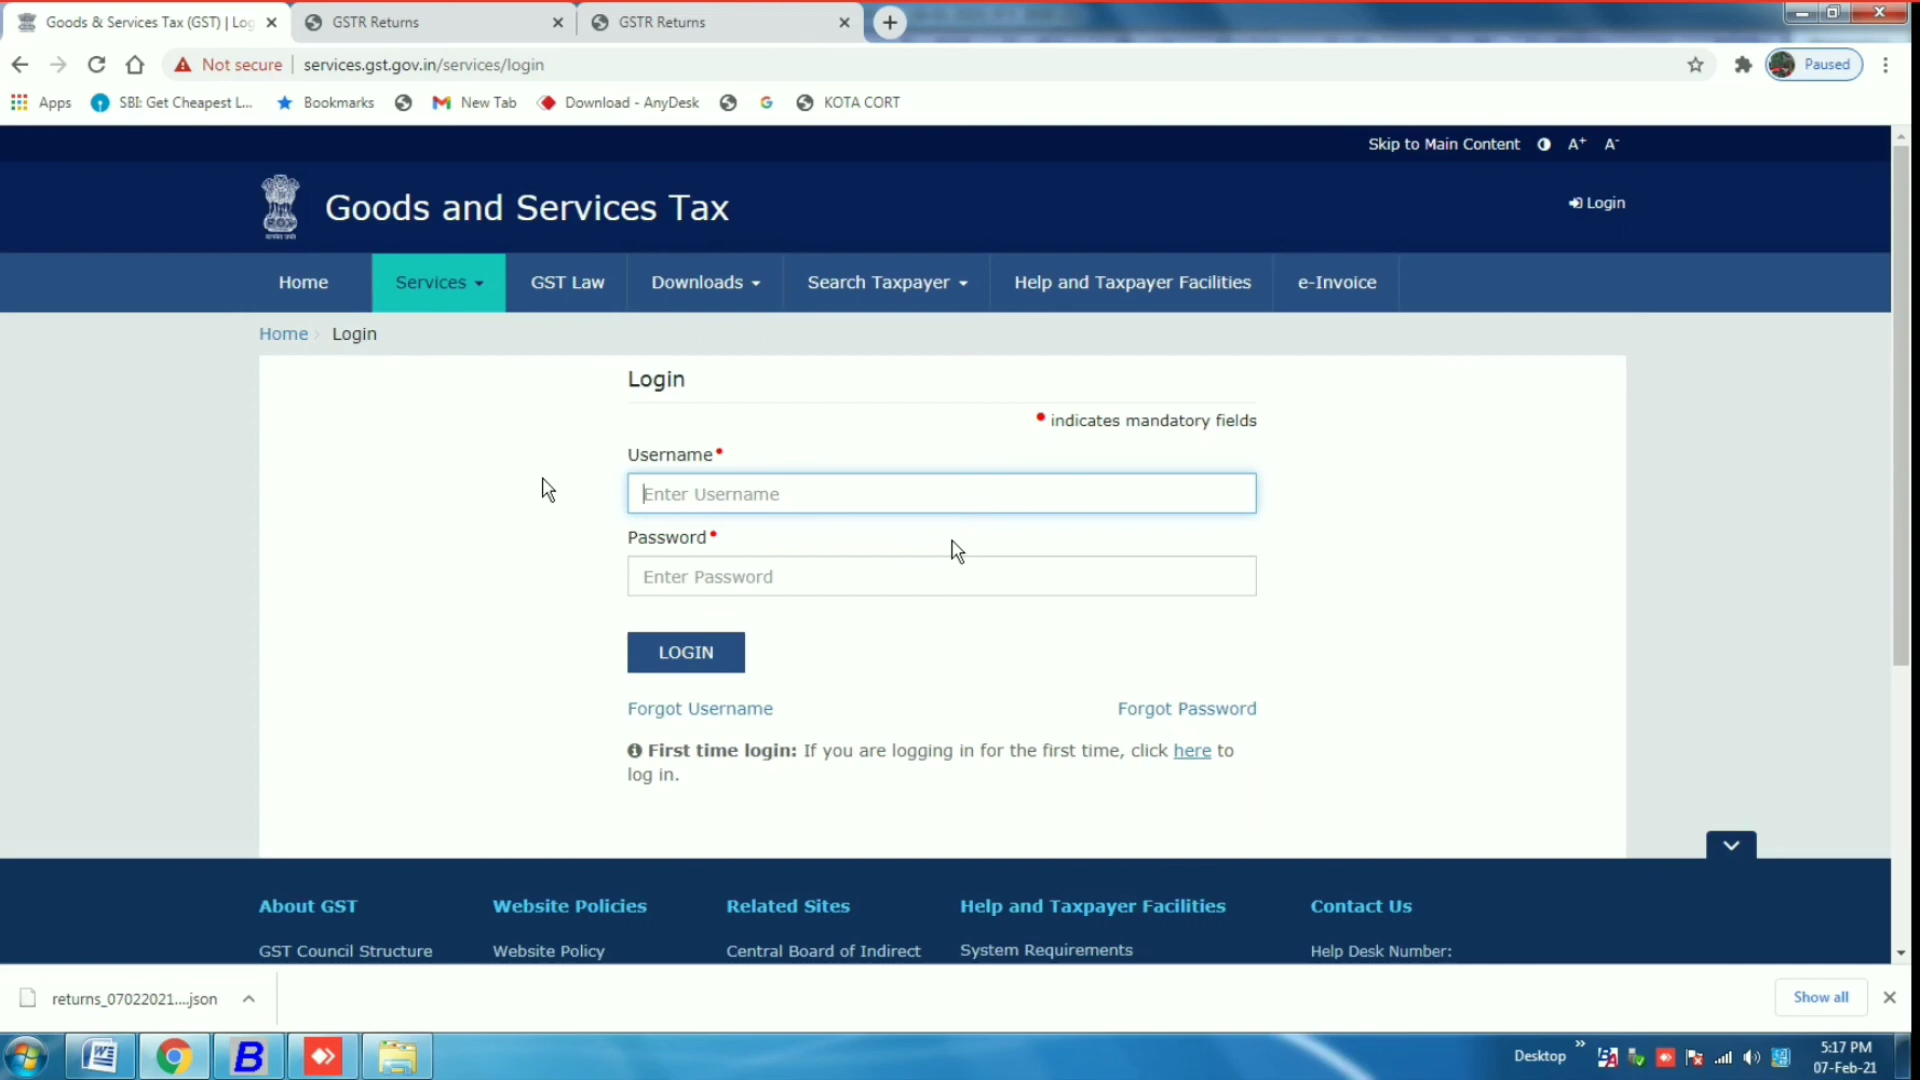 Goods & Services Tax (GST) | Log
GSTR Returns
GSTR Returns
Not secure
services.gst.gov.in/services/login
Paused
Apps
SBI: Get Cheapest L...
Bookmarks
New Tab
Download - AnyDesk
KOTA CORT
Skip to Main Content
A+
A-
Goods and Services Tax
Login
Home
Services
GST Law
Downloads
Search Taxpayer
Help and Taxpayer Facilities
e-Invoice
Home
Login
Login
• indicates mandatory fields
Username•
Enter Username
Password•
Enter Password
LOGIN
Forgot Username
Forgot Password
First time login: If you are logging in for the first time, click here to
log in.
About GST
Website Policies
Related Sites
Help and Taxpayer Facilities
Contact Us
GST Council Structure
Website Policy
Central Board of Indirect
System Requirements
Help Desk Number:
returns_07022021....json
Show all
Desktop
5:17 PM
07-Feb-21